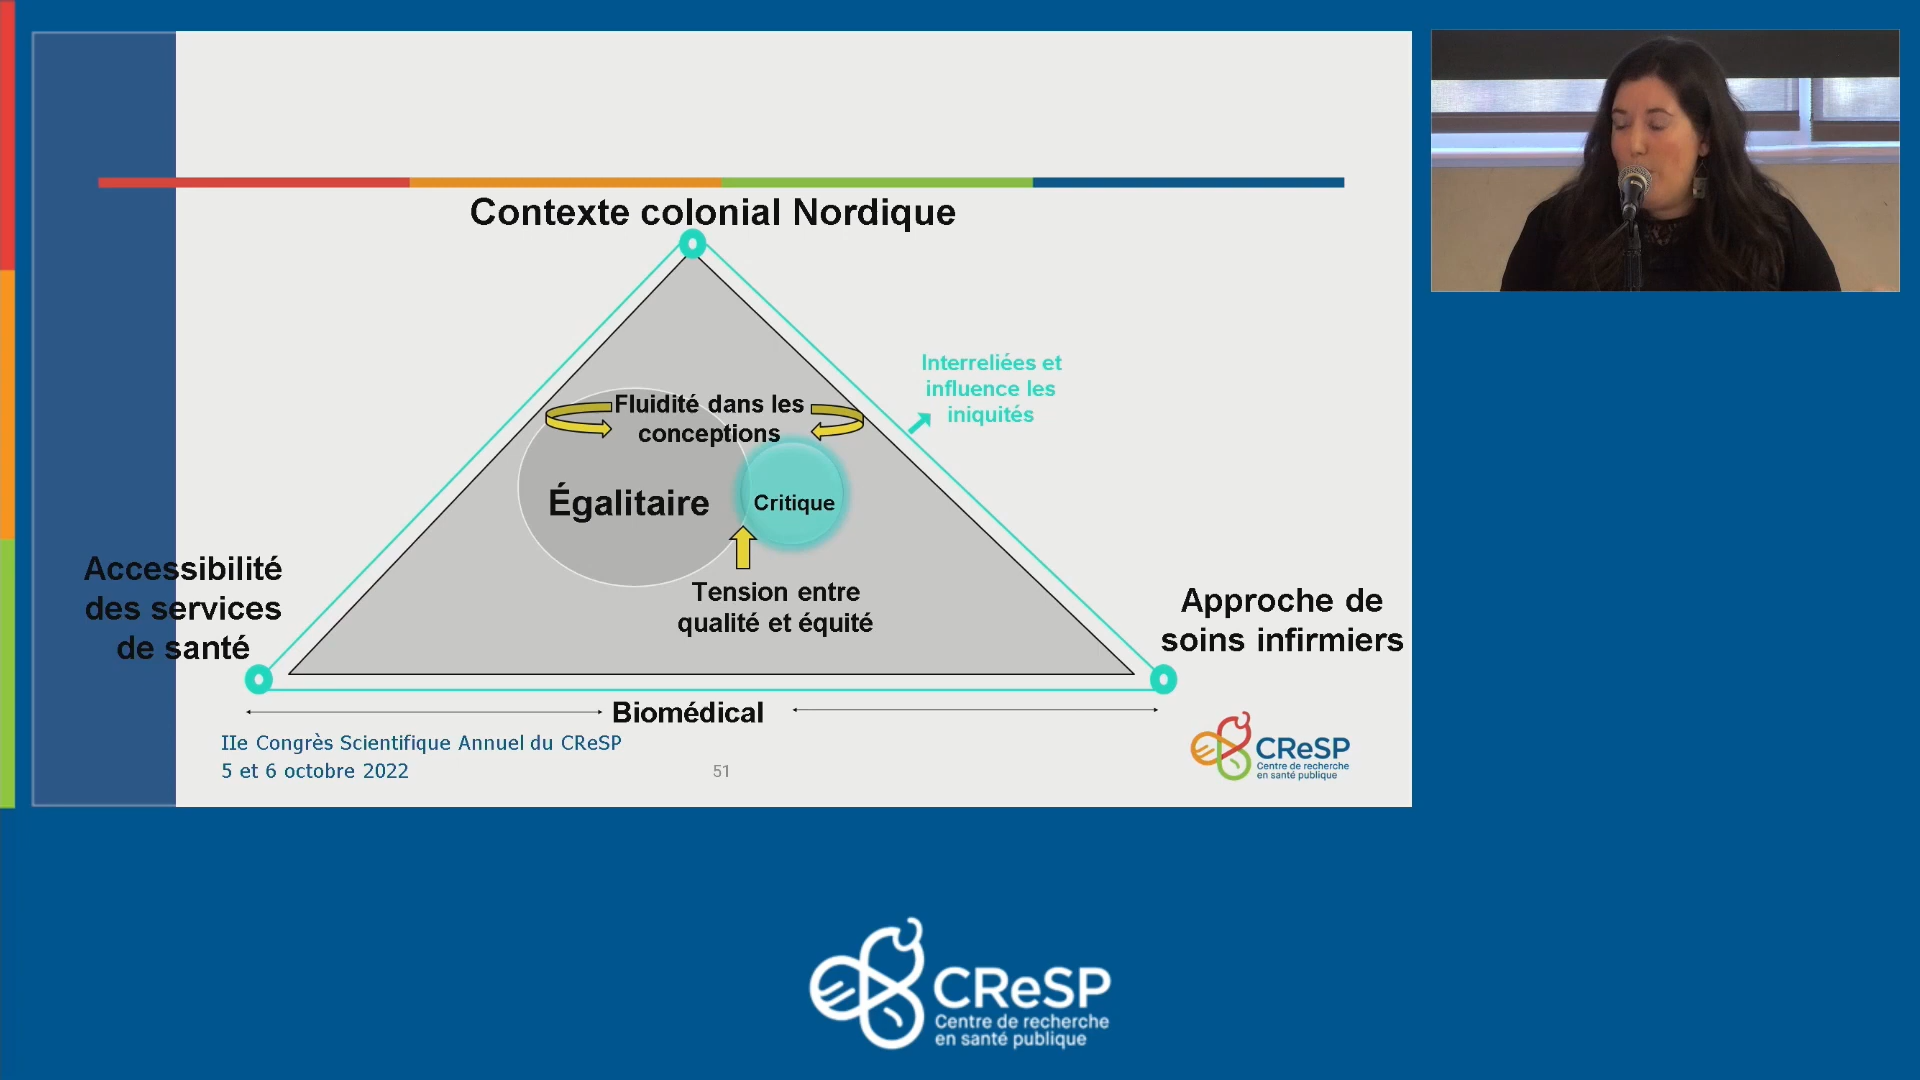 Contexte colonial Nordique
Interreliées et
influence les
iniquités
Fluidité dans les
conceptions
Égalitaire
Critique
Tension entre
qualité et équité
Accessibilité
des services
de santé
Approche de
soins infirmiers
Biomédical
IIe Congrès Scientifique Annuel du CReSP
5 et 6 octobre 2022
51
CReSP
Centre de recherche
en santé publique
CReSP
Centre de recherche
en santé publique